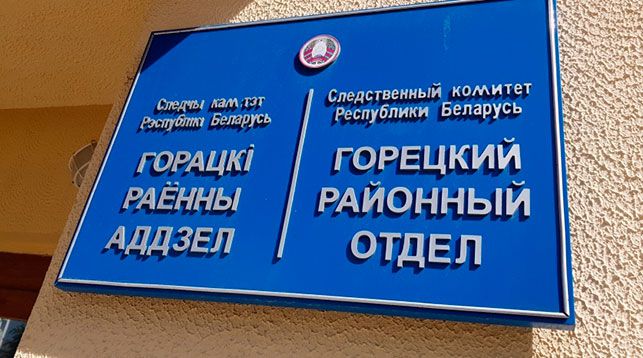 Следчы камітэт
Рэспублікі Беларусь
ГОРАЦКІ
РАЁННЫ
АДДЗЕЛ
Следственный комитет
Республики Беларусь
ГОРЕЦКИЙ
РАЙОННЫЙ
ОТДЕЛ